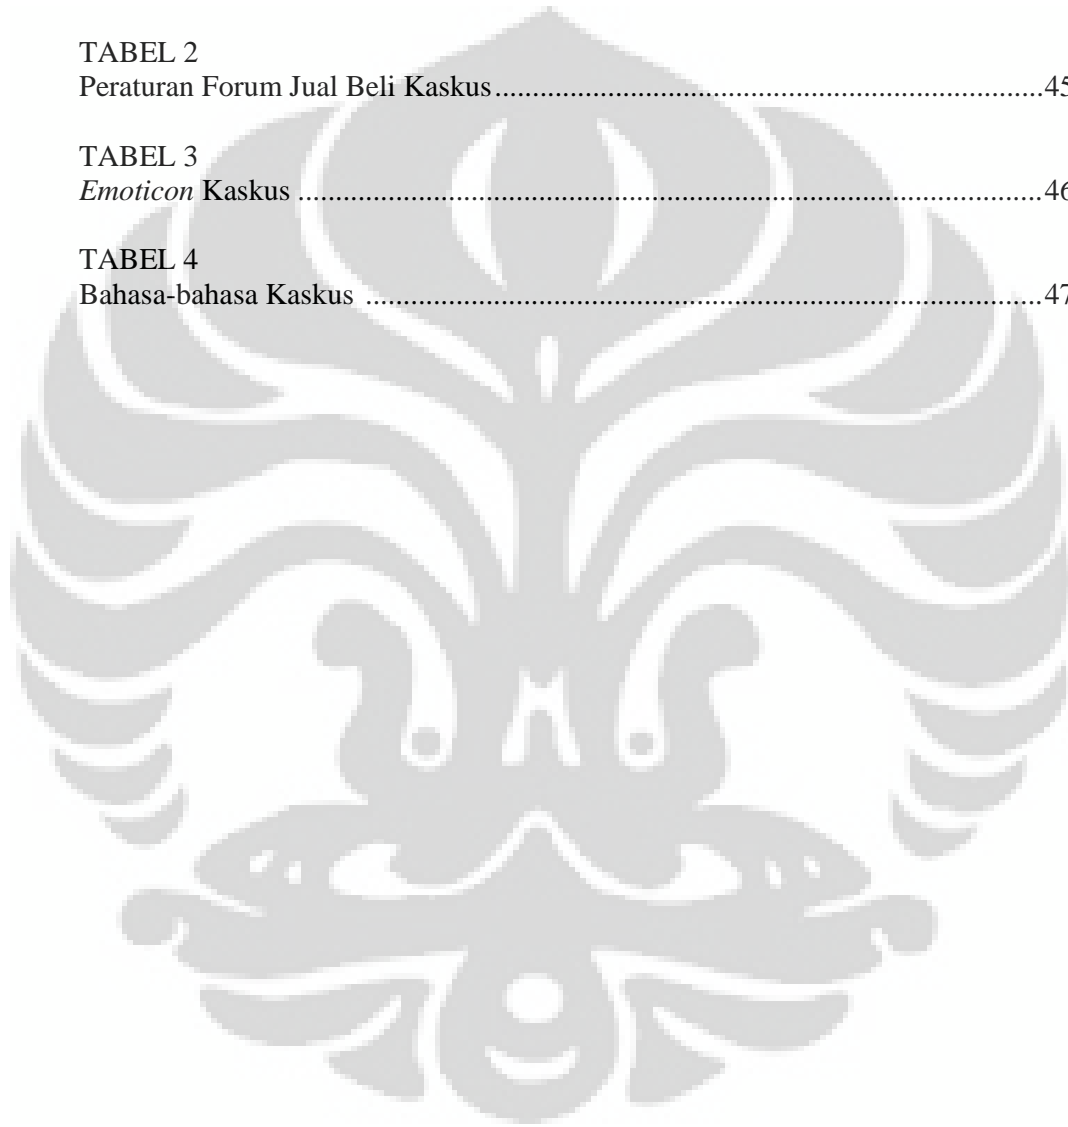 TABEL 2
Peraturan Forum Jual Beli Kaskus.........................................................................45
TABEL 3
Emoticon Kaskus ...................................................................................................46
TABEL 4
Bahasa-bahasa Kaskus ..........................................................................................47